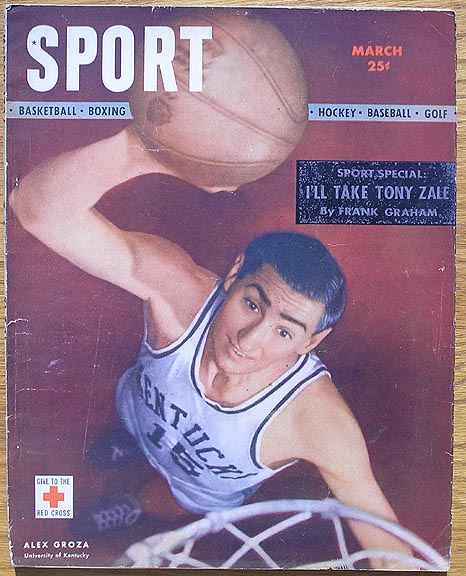 SPORT
MARCH
25¢
BASKETBALL • BOXING • HOCKEY • BASEBALL • GOLF
SPORT SPECIAL:
I'LL TAKE TONY ZALE
By FRANK GRAHAM
KENTUCKY
15
GIVE TO THE
RED CROSS
ALEX GROZA
University of Kentucky